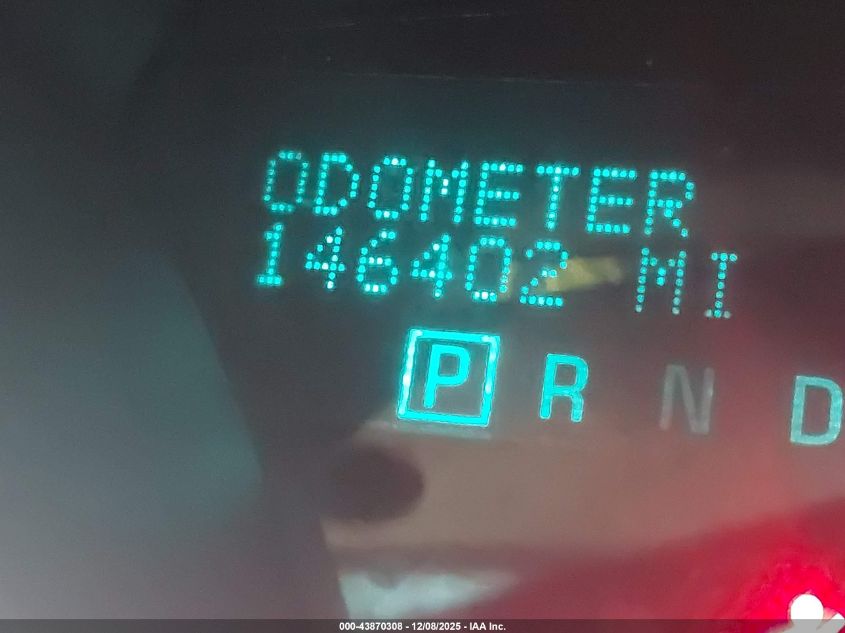 ODOMETER
146402 MI
P R N D
000-43870308 - 12/08/2025 - IAA Inc.